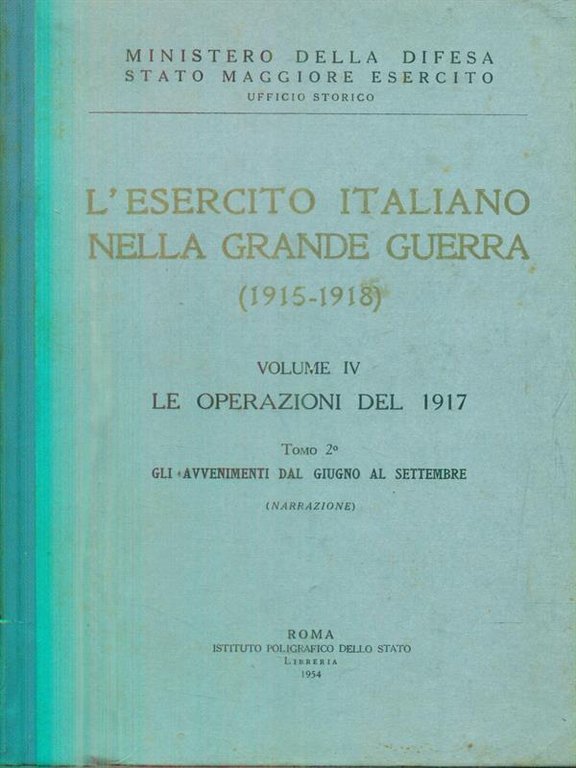 MINISTERO DELLA DIFESA
STATO MAGGIORE ESERCITO
UFFICIO STORICO
L'ESERCITO ITALIANO
NELLA GRANDE GUERRA
(1915-1918)
VOLUME IV
LE OPERAZIONI DEL 1917
TOMO 2º
GLI AVVENIMENTI DAL GIUGNO AL SETTEMBRE
(NARRAZIONE)
ROMA
ISTITUTO POLIGRAFICO DELLO STATO
LIBRERIA
1954